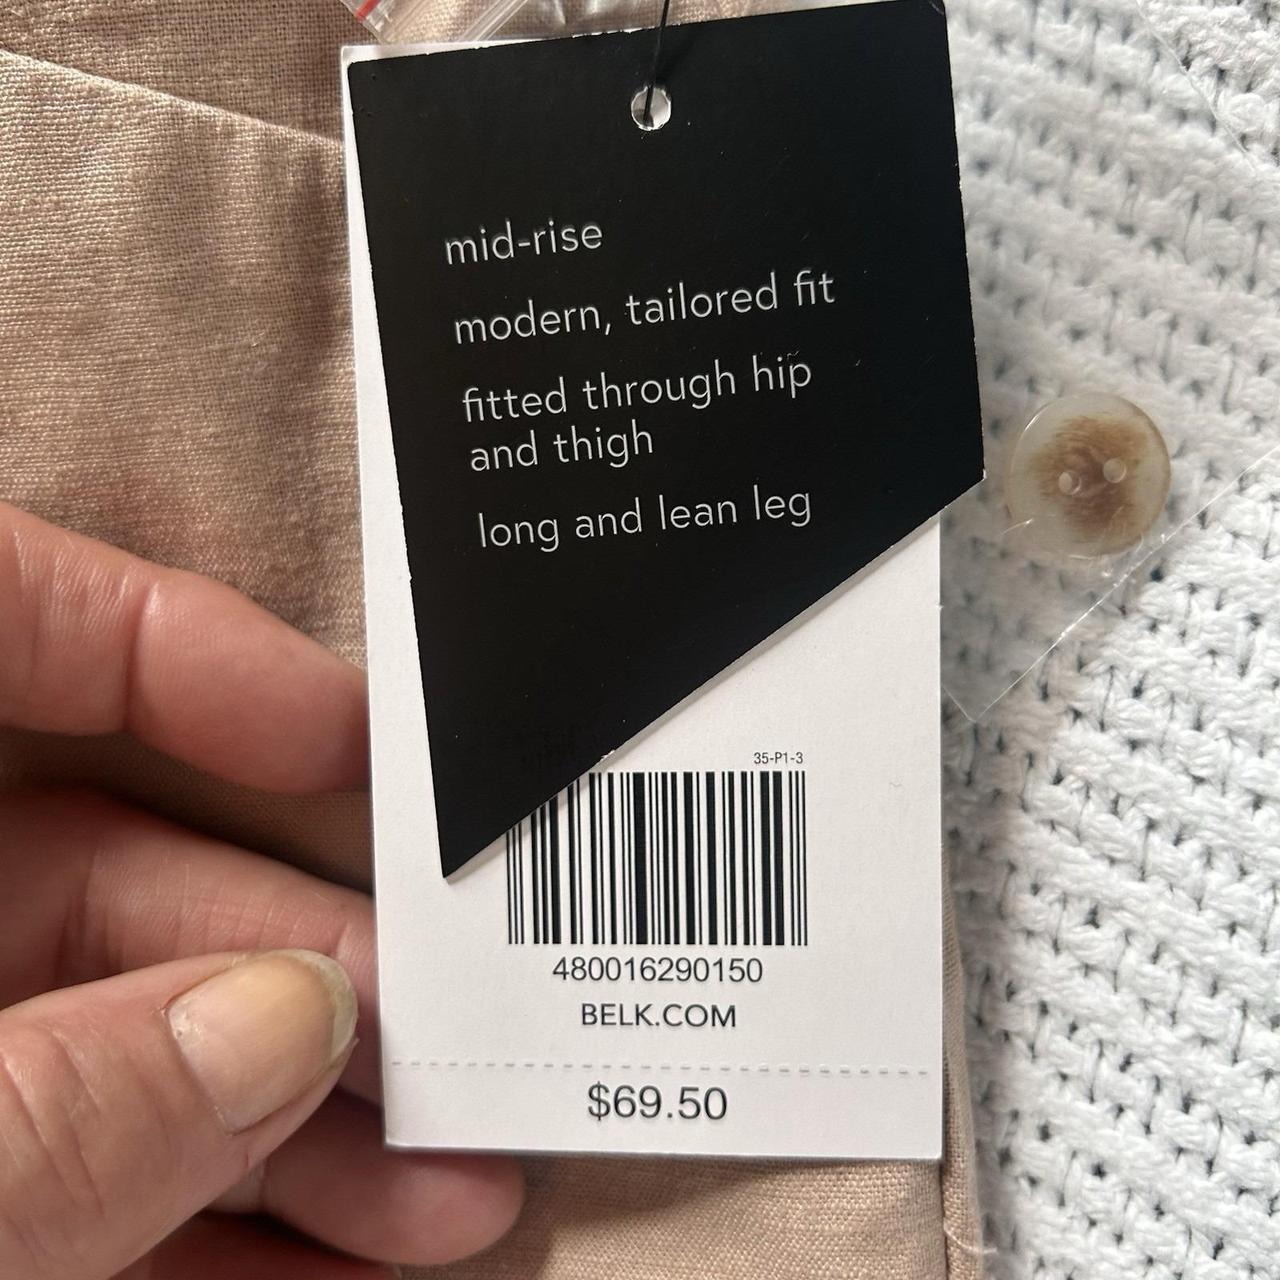 mid-rise
modern, tailored fit
fitted through hip
and thigh
long and lean leg
35-P1-3
480016290150
BELK.COM
$69.50